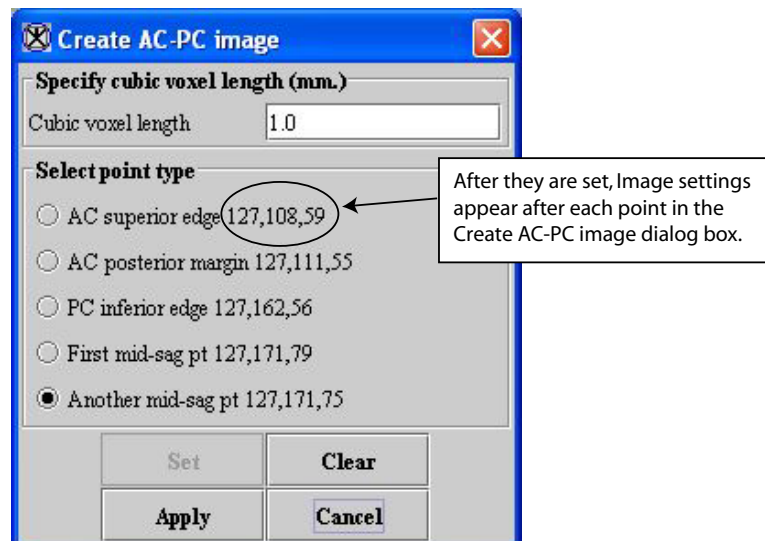 Create AC-PC image
Specify cubic voxel length (mm.)
Cubic voxel length 1.0
Select point type
AC superior edge 127,108,59
AC posterior margin 127,111,55
PC inferior edge 127,162,56
First mid-sag pt 127,171,79
Another mid-sag pt 127,171,75
Set Clear
Apply Cancel
After they are set, Image settings
appear after each point in the
Create AC-PC image dialog box.